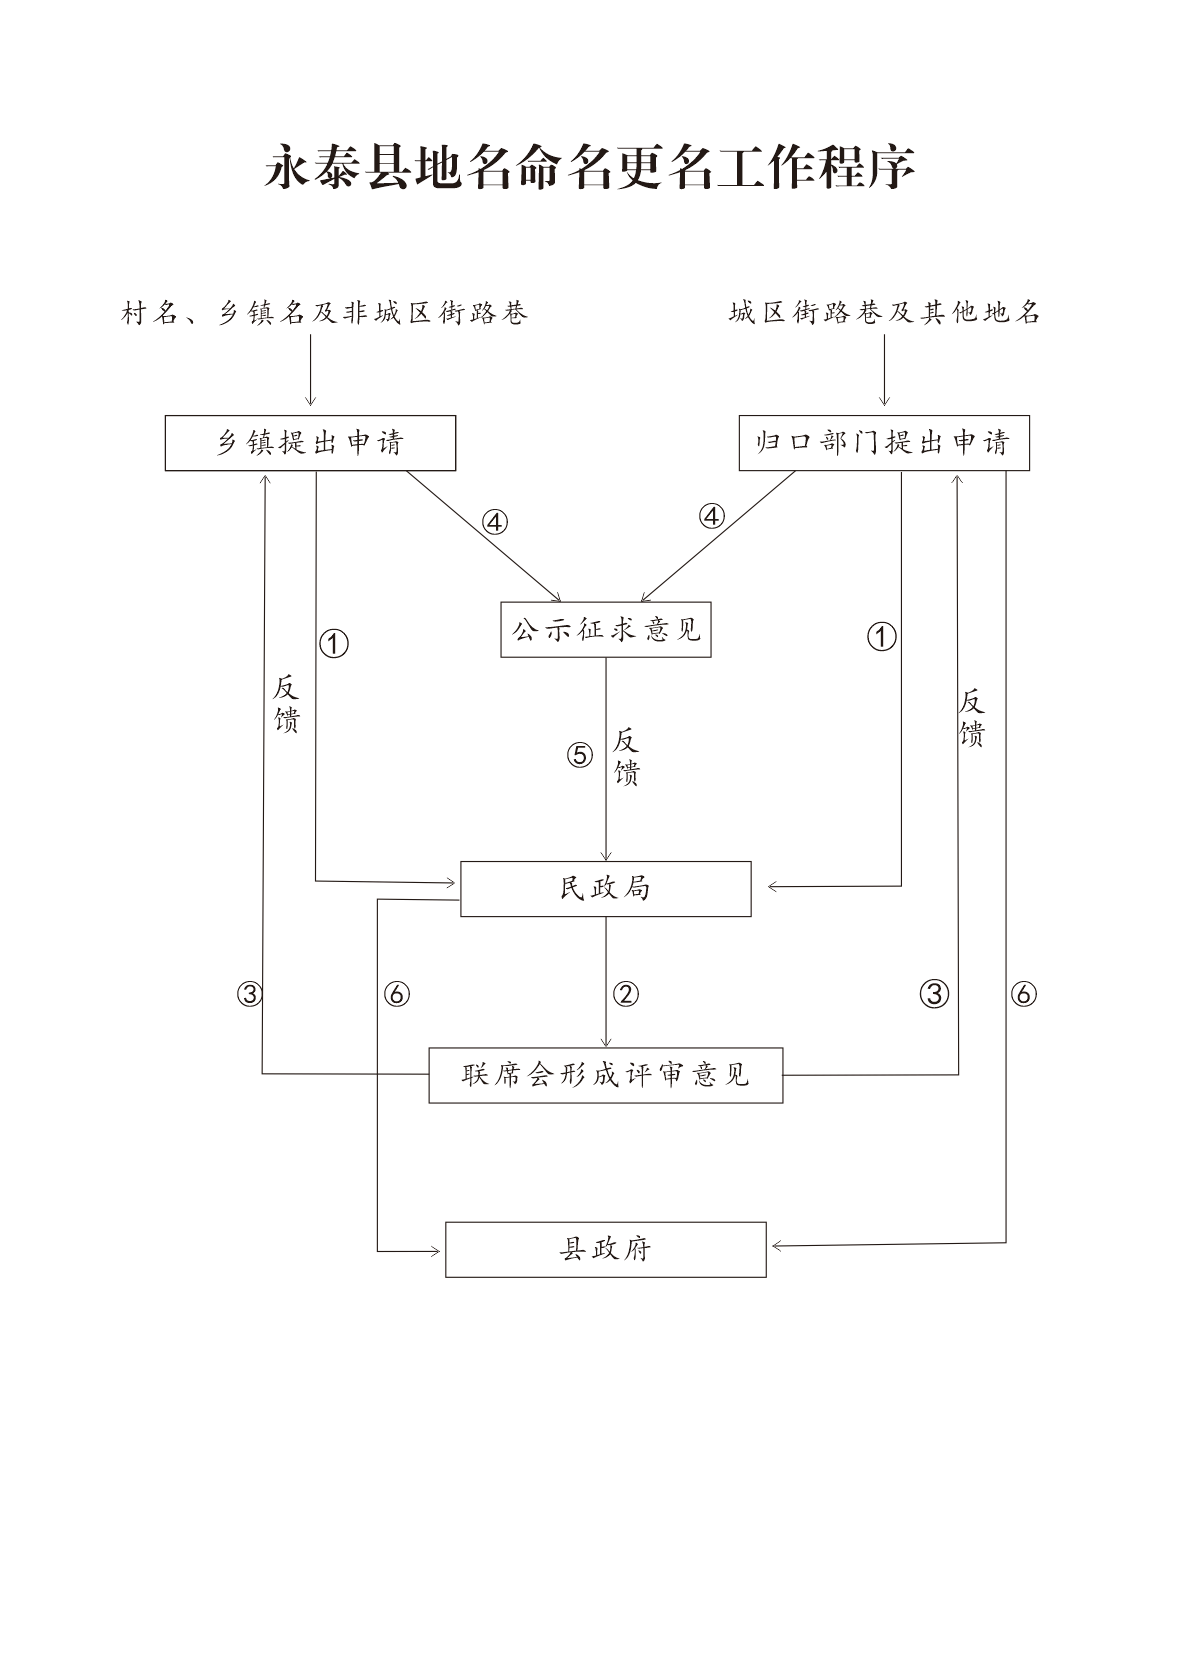 永泰县地名命名更名工作程序
村名、乡镇名及非城区街路巷
城区街路巷及其他地名
乡镇提出申请
归口部门提出申请
④
④
公示征求意见
①
①
反
馈
反
馈
⑤
反
馈
民政局
③
⑥
②
③
⑥
联席会形成评审意见
县政府